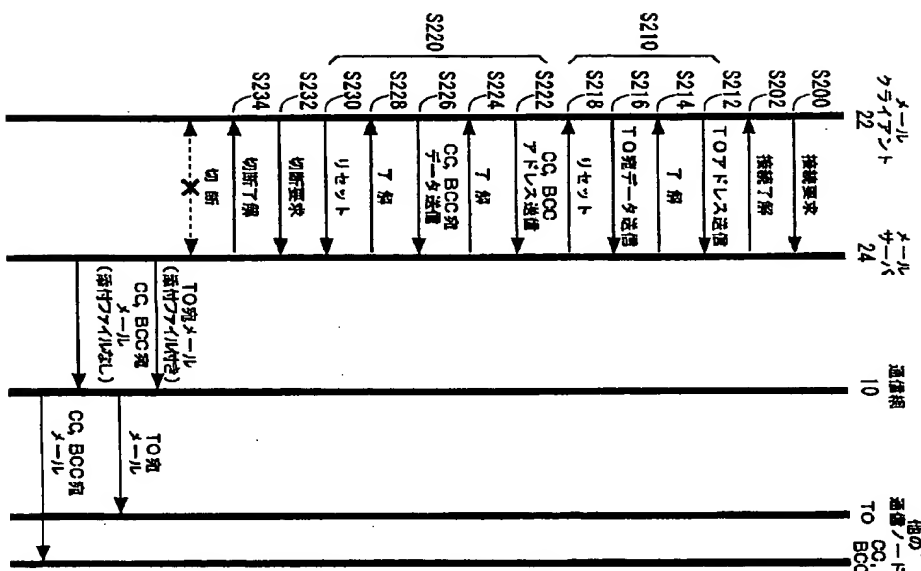 メール
クライアント
22
メール
サーバ
24
通信網
10
他の
通信ノード
TO
CC,
BCC
S200
接続要求
S202
接続了解
S210
S212
TOアドレス送信
S214
了解
S216
TO宛データ送信
S218
リセット
S220
S222
CC, BCC
アドレス送信
S224
了解
S226
CC, BCC宛
データ送信
S228
了解
S230
リセット
S232
切断要求
S234
切断了解
切断
TO宛メール
(添付ファイル付き)
CC, BCC宛
メール
(添付ファイルなし)
TO宛
メール
CC, BCC宛
メール